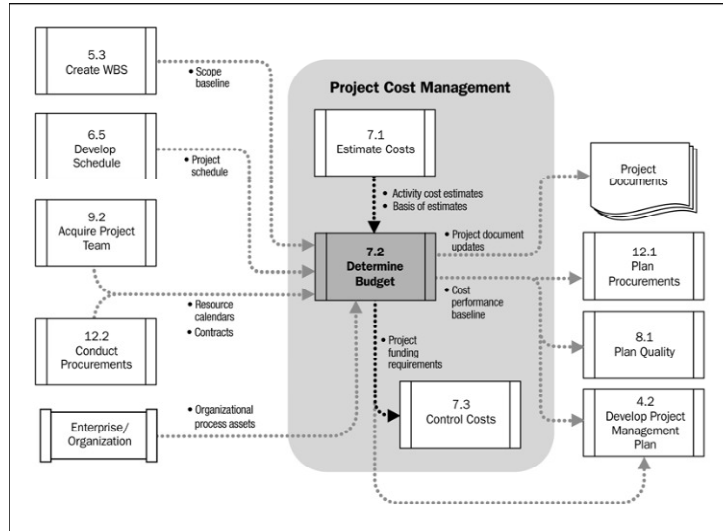 5.3
Create WBS
• Scope
baseline
Project Cost Management
7.1
Estimate Costs
6.5
Develop
Schedule
• Project
schedule
• Activity cost estimates
• Basis of estimates
Project
Documents
9.2
Acquire Project
Team
7.2
Determine
Budget
• Project document
updates
• Cost
performance
baseline
12.1
Plan
Procurements
• Resource
calendars
• Contracts
12.2
Conduct
Procurements
• Project
funding
requirements
8.1
Plan Quality
• Organizational
process assets
Enterprise/
Organization
7.3
Control Costs
4.2
Develop Project
Management
Plan